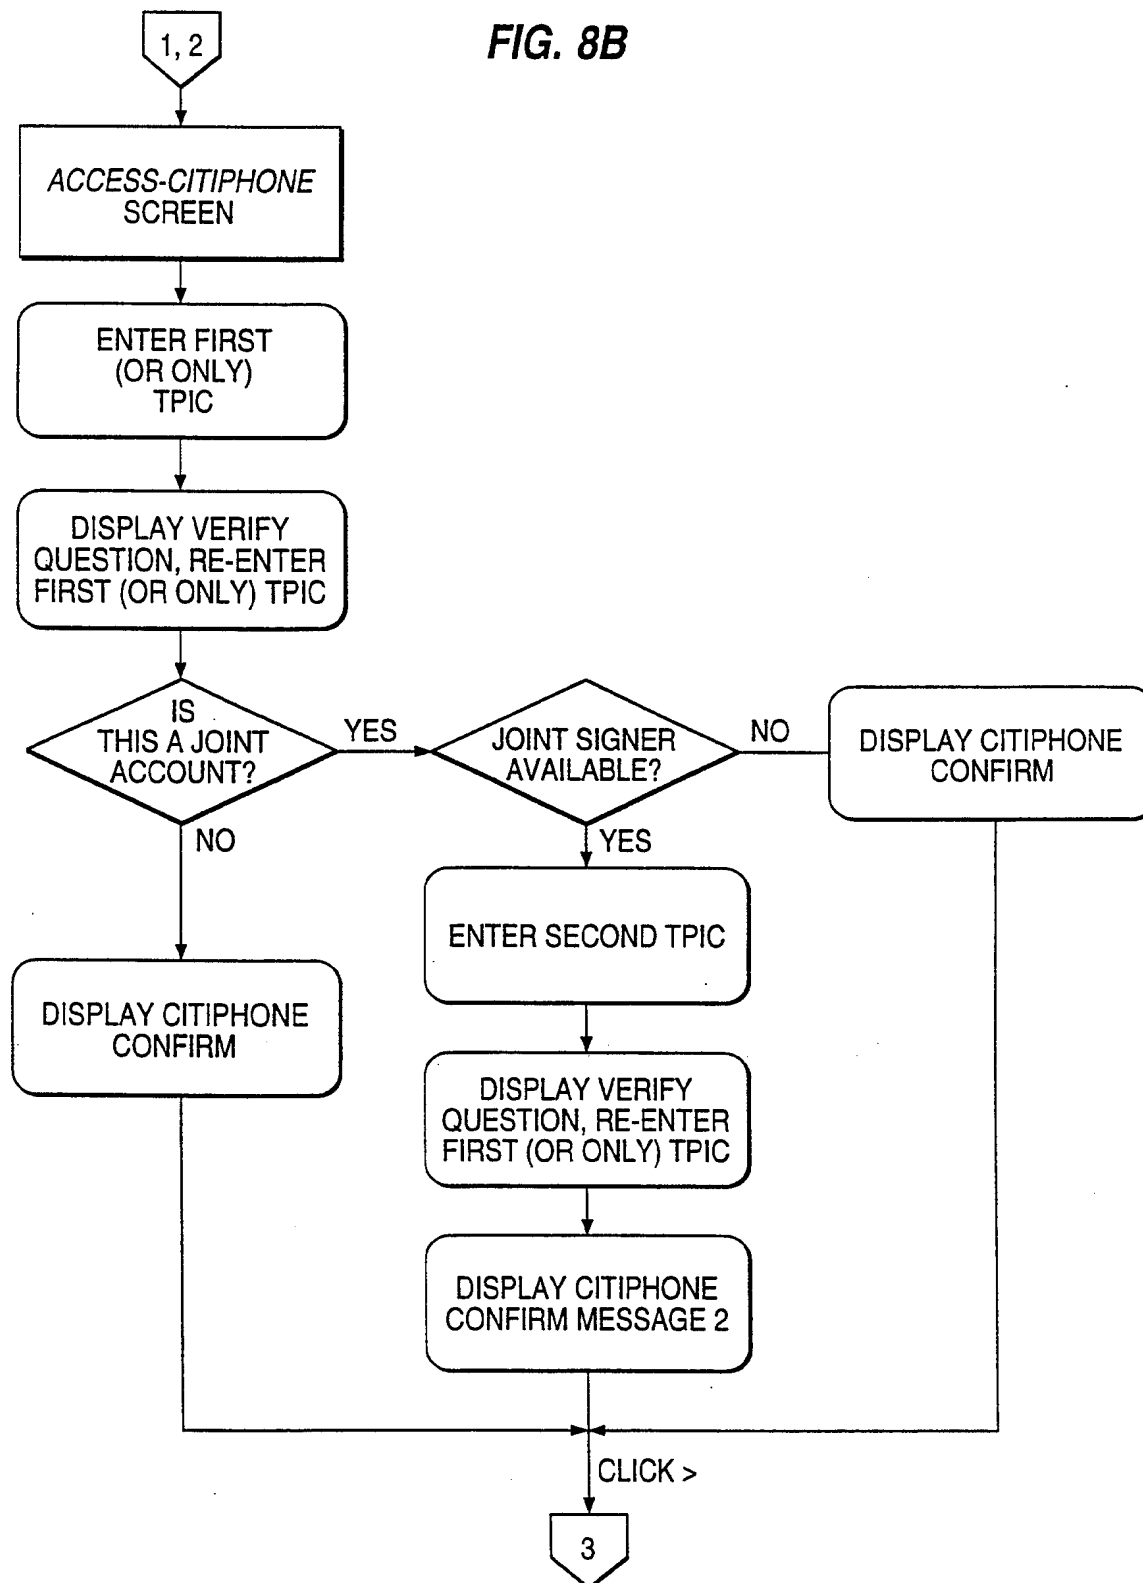 FIG. 8B
1, 2
ACCESS-CITIPHONE
SCREEN
ENTER FIRST
(OR ONLY)
TPIC
DISPLAY VERIFY
QUESTION, RE-ENTER
FIRST (OR ONLY) TPIC
IS
THIS A JOINT
ACCOUNT?
YES
JOINT SIGNER
AVAILABLE?
NO
DISPLAY CITIPHONE
CONFIRM
NO
YES
ENTER SECOND TPIC
DISPLAY CITIPHONE
CONFIRM
DISPLAY VERIFY
QUESTION, RE-ENTER
FIRST (OR ONLY) TPIC
DISPLAY CITIPHONE
CONFIRM MESSAGE 2
CLICK >
3